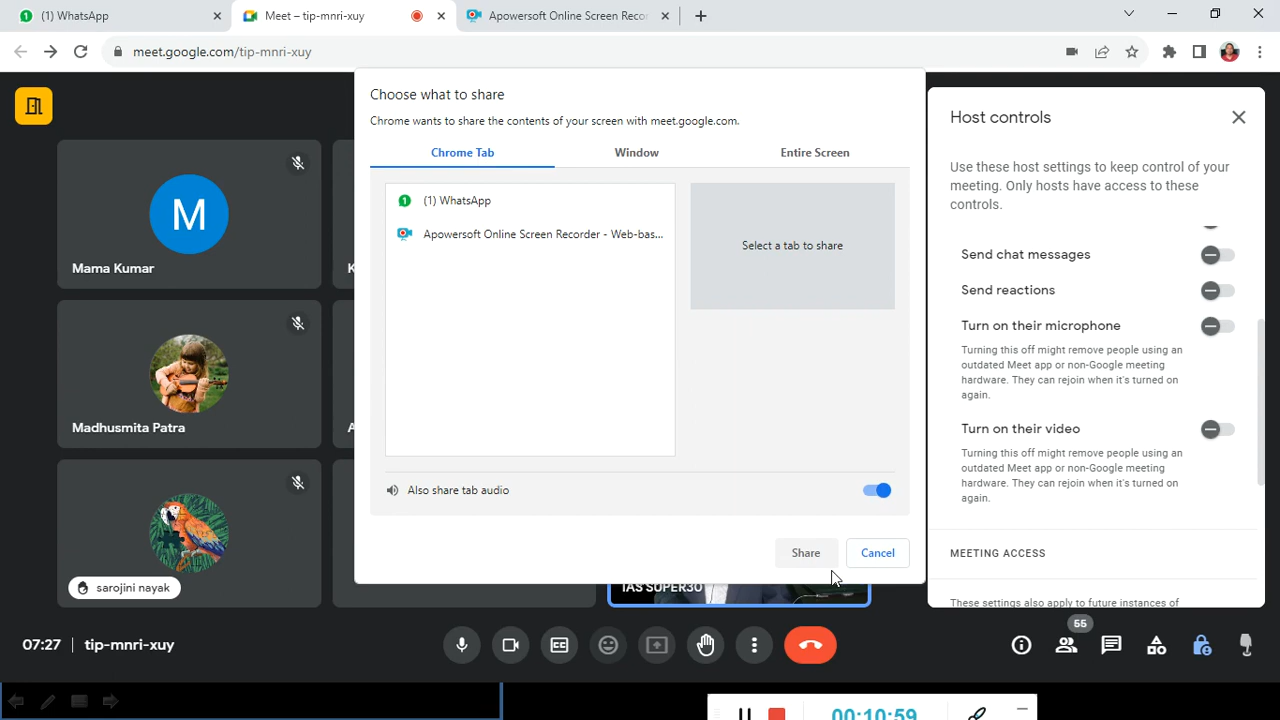 (1) WhatsApp
Meet – tip-mnri-xuy
Apowersoft Online Screen Recor
meet.google.com/tip-mnri-xuy
Choose what to share
Chrome wants to share the contents of your screen with meet.google.com.
Chrome Tab
Window
Entire Screen
1 (1) WhatsApp
Apowersoft Online Screen Recorder - Web-bas...
Select a tab to share
Also share tab audio
Share
Cancel
M
Mama Kumar
K
Madhusmita Patra
A
sarojini nayak
IAS SUPER30
Host controls
Use these host settings to keep control of your
meeting. Only hosts have access to these
controls.
Send chat messages
Send reactions
Turn on their microphone
Turning this off might remove people using an
outdated Meet app or non-Google meeting
hardware. They can rejoin when it's turned on
again.
Turn on their video
Turning this off might remove people using an
outdated Meet app or non-Google meeting
hardware. They can rejoin when it's turned on
again.
MEETING ACCESS
These settings also apply to future instances of
07:27 | tip-mnri-xuy
55
00:10:59